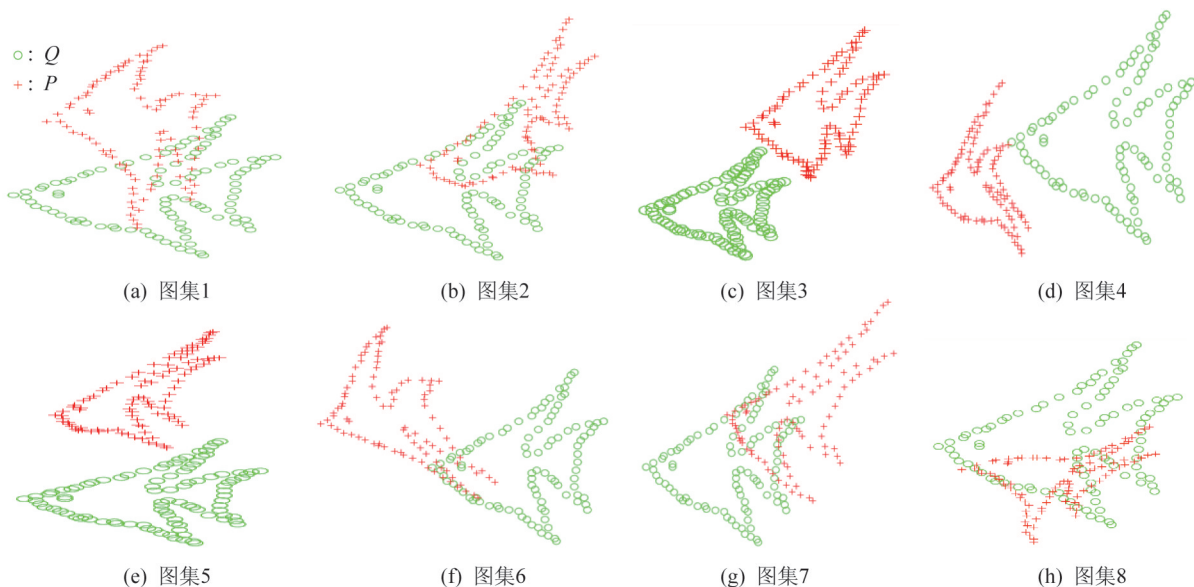 ○: Q
+: P
(a) 图集1
(b) 图集2
(c) 图集3
(d) 图集4
(e) 图集5
(f) 图集6
(g) 图集7
(h) 图集8